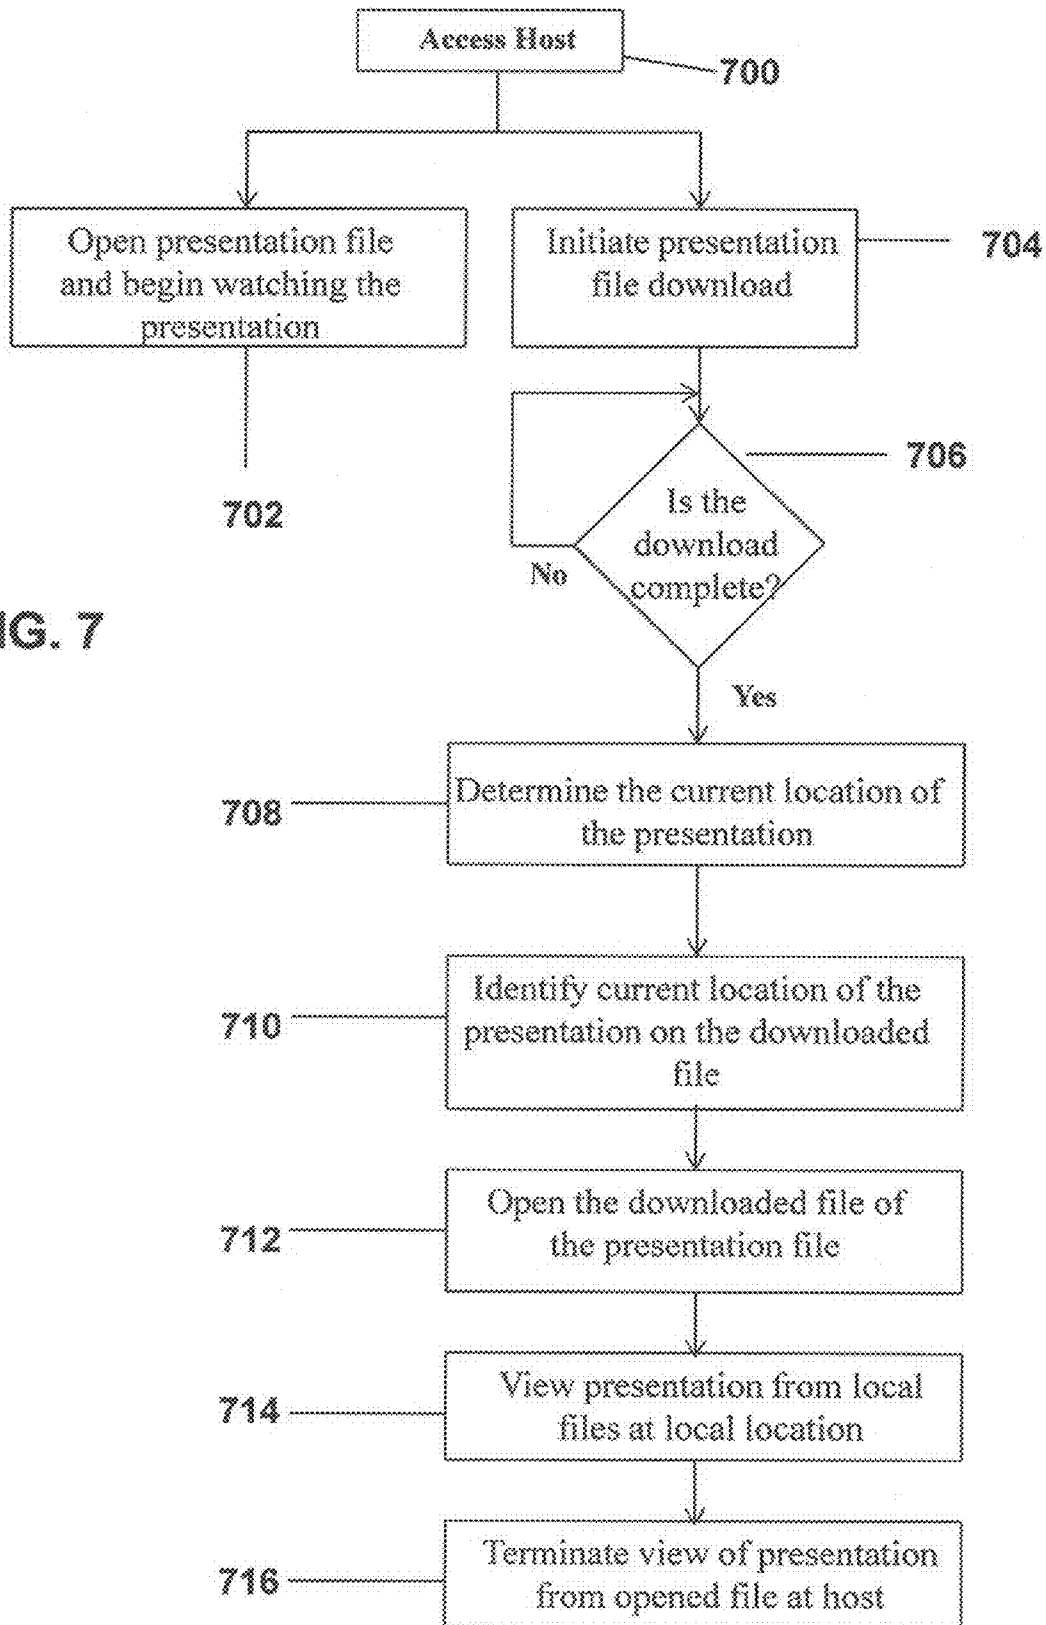 Access Host
700
Open presentation file
and begin watching the
presentation
702
Initiate presentation
file download
704
706
Is the
download
complete?
No
IG. 7
Yes
708
Determine the current location of
the presentation
710
Identify current location of the
presentation on the downloaded
file
712
Open the downloaded file of
the presentation file
714
View presentation from local
files at local location
716
Terminate view of presentation
from opened file at host